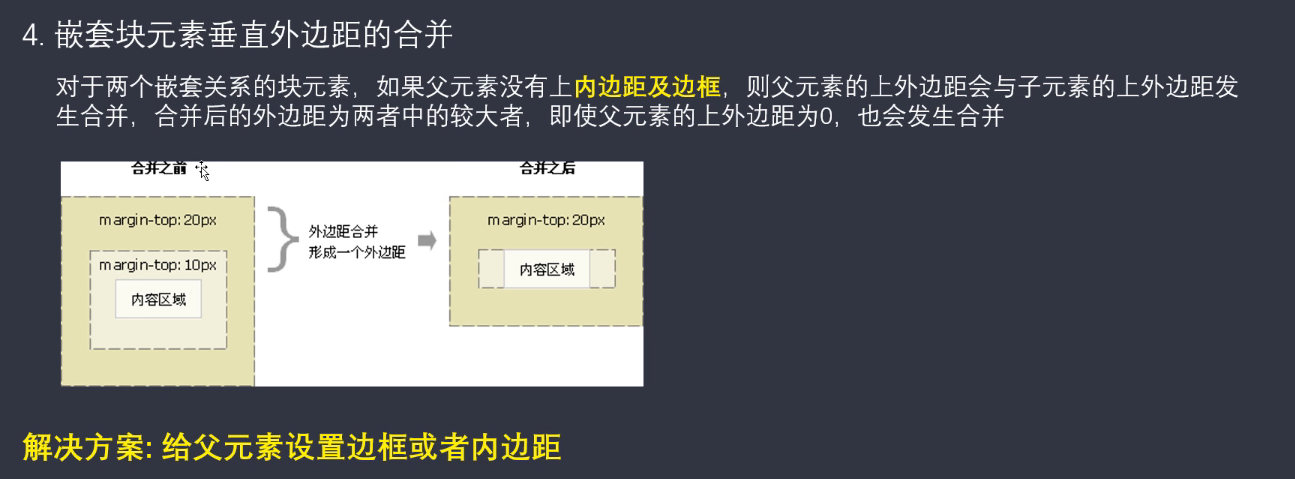 4. 嵌套块元素垂直外边距的合并
对于两个嵌套关系的块元素，如果父元素没有上内边距及边框，则父元素的上外边距会与子元素的上外边距发
生合并，合并后的外边距为两者中的较大者，即使父元素的上外边距为0，也会发生合并
合并之前
合并之后
margin-top: 20px
margin-top: 10px
内容区域
外边距合并
形成一个外边距
margin-top: 20px
内容区域
解决方案: 给父元素设置边框或者内边距